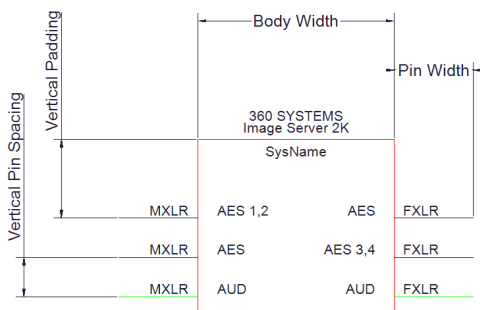 Body Width
Pin Width
Vertical Padding
Vertical Pin Spacing
360 SYSTEMS
Image Server 2K
SysName
MXLR AES 1,2 AES FXLR
MXLR AES AES 3,4 FXLR
MXLR AUD AUD FXLR